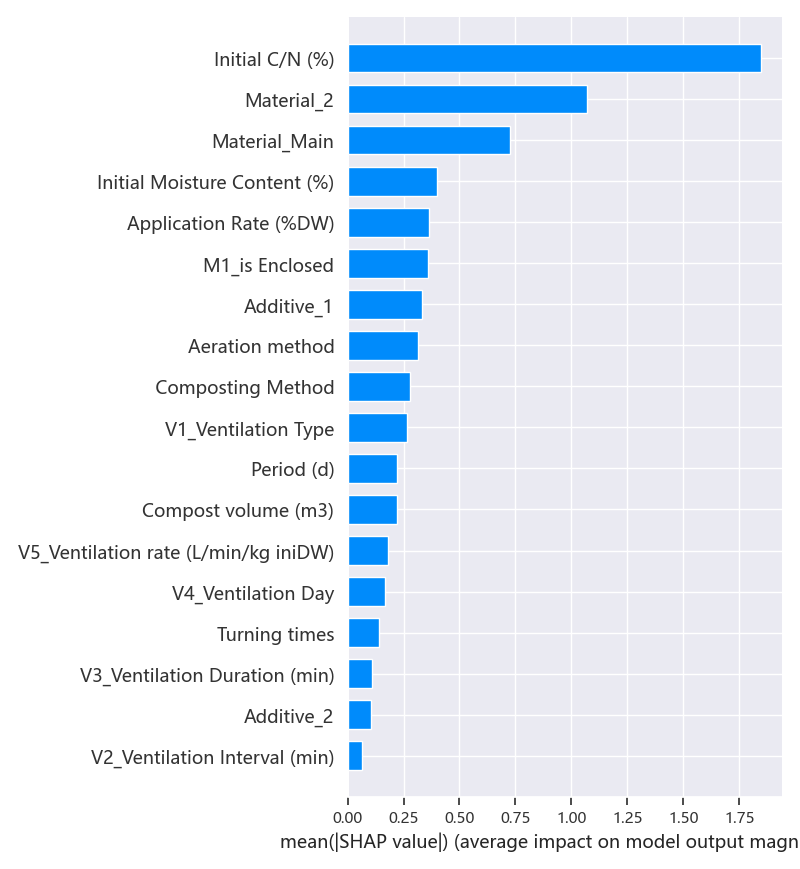 Initial C/N (%)
Material_2
Material_Main
Initial Moisture Content (%)
Application Rate (%DW)
M1_is Enclosed
Additive_1
Aeration method
Composting Method
V1_Ventilation Type
Period (d)
Compost volume (m3)
V5_Ventilation rate (L/min/kg iniDW)
V4_Ventilation Day
Turning times
V3_Ventilation Duration (min)
Additive_2
V2_Ventilation Interval (min)
0.00 0.25 0.50 0.75 1.00 1.25 1.50 1.75
mean(|SHAP value|) (average impact on model output magn